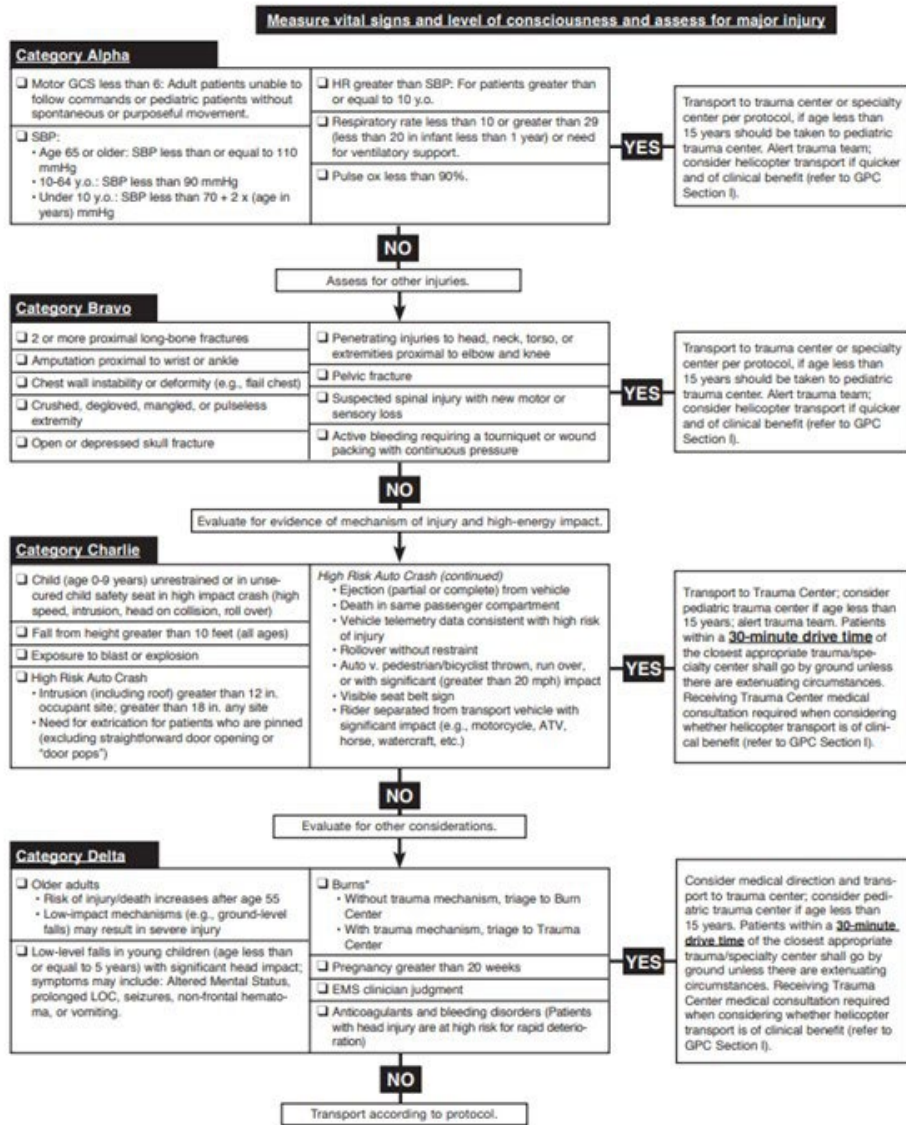 Measure vital signs and level of consciousness and assess for major injury
Category Alpha
❑ Motor GCS less than 6: Adult patients unable to
follow commands or pediatric patients without
spontaneous or purposeful movement.
❑ SBP:
• Age 65 or older: SBP less than or equal to 110
mmHg
• 10-64 y.o.: SBP less than 90 mmHg
• Under 10 y.o.: SBP less than 70 + 2 x (age in
years) mmHg
❑ HR greater than SBP: For patients greater than
or equal to 10 y.o.
❑ Respiratory rate less than 10 or greater than 29
(less than 20 in infant less than 1 year) or need
for ventilatory support.
❑ Pulse ox less than 90%.
YES
Transport to trauma center or specialty
center per protocol, if age less than
15 years should be taken to pediatric
trauma center. Alert trauma team;
consider helicopter transport if quicker
and of clinical benefit (refer to GPC
Section I).
NO
Assess for other injuries.
Category Bravo
❑ 2 or more proximal long-bone fractures
❑ Amputation proximal to wrist or ankle
❑ Chest wall instability or deformity (e.g., flail chest)
❑ Crushed, degloved, mangled, or pulseless
extremity
❑ Open or depressed skull fracture
❑ Penetrating injuries to head, neck, torso, or
extremities proximal to elbow and knee
❑ Pelvic fracture
❑ Suspected spinal injury with new motor or
sensory loss
❑ Active bleeding requiring a tourniquet or wound
packing with continuous pressure
YES
Transport to trauma center or specialty
center per protocol, if age less than
15 years should be taken to pediatric
trauma center. Alert trauma team;
consider helicopter transport if quicker
and of clinical benefit (refer to GPC
Section I).
NO
Evaluate for evidence of mechanism of injury and high-energy impact.
Category Charlie
❑ Child (age 0-9 years) unrestrained or in unse-
cured child safety seat in high impact crash (high
speed, intrusion, head on collision, roll over)
❑ Fall from height greater than 10 feet (all ages)
❑ Exposure to blast or explosion
❑ High Risk Auto Crash
• Intrusion (including roof) greater than 12 in.
occupant site; greater than 18 in. any site
• Need for extrication for patients who are pinned
(excluding straightforward door opening or
"door pops")
High Risk Auto Crash (continued)
• Ejection (partial or complete) from vehicle
• Death in same passenger compartment
• Vehicle telemetry data consistent with high risk
of injury
• Rollover without restraint
• Auto v. pedestrian/bicyclist thrown, run over, or
with significant (greater than 20 mph) impact
• Visible seat belt sign
• Rider separated from transport vehicle with
significant impact (e.g., motorcycle, ATV,
horse, watercraft, etc.)
YES
Transport to Trauma Center; consider
pediatric trauma center if age less than
15 years; alert trauma team. Patients
within a 30-minute drive time of
the closest appropriate trauma/spe-
cialty center shall go by ground unless
there are extenuating circumstances.
Receiving Trauma Center medical
consultation required when considering
whether helicopter transport is of clini-
cal benefit (refer to GPC Section I).
NO
Evaluate for other considerations.
Category Delta
❑ Older adults
• Risk of injury/death increases after age 55
• Low-impact mechanisms (e.g., ground-level
falls) may result in severe injury
❑ Low-level falls in young children (age less than
or equal to 5 years) with significant head impact;
symptoms may include: Altered Mental Status,
prolonged LOC, seizures, non-frontal hemato-
ma, or vomiting.
❑ Burns*
• Without trauma mechanism, triage to Burn
Center
• With trauma mechanism, triage to Trauma
Center
❑ Pregnancy greater than 20 weeks
❑ EMS clinician judgment
❑ Anticoagulants and bleeding disorders (Patients
with head injury are at high risk for rapid deterio-
ration)
YES
Consider medical direction and trans-
port to trauma center; consider pedi-
atric trauma center if age less than
15 years. Patients within a 30-minute
drive time of the closest appropriate
trauma/specialty center shall go by
ground unless there are extenuating
circumstances. Receiving Trauma
Center medical consultation required
when considering whether helicopter
transport is of clinical benefit (refer to
GPC Section I).
NO
Transport according to protocol.